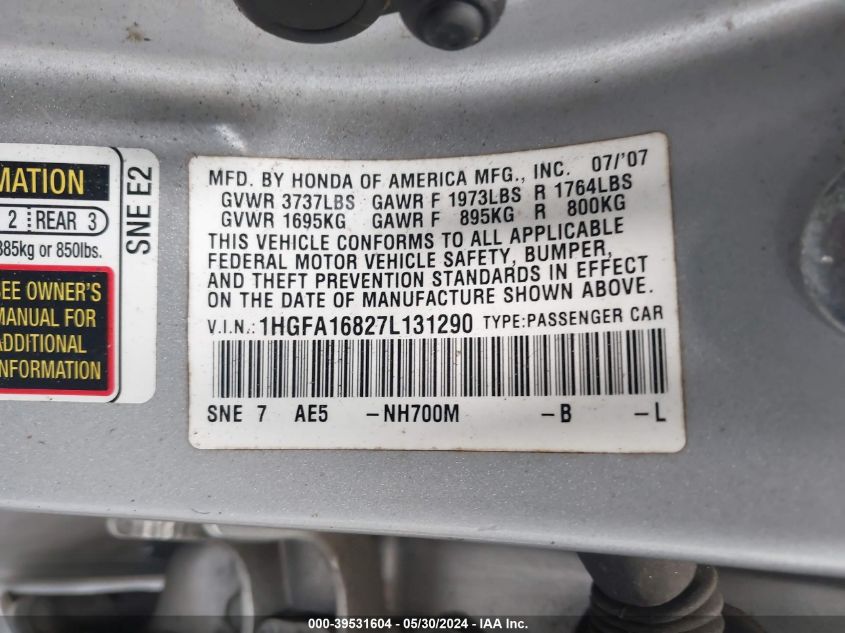 MATION
2 REAR 3
385kg or 850lbs.
SEE OWNER'S
MANUAL FOR
ADDITIONAL
INFORMATION
SNE E2
MFD. BY HONDA OF AMERICA MFG., INC. 07/'07
GVWR 3737LBS GAWR F 1973LBS R 1764LBS
GVWR 1695KG GAWR F 895KG R 800KG
THIS VEHICLE CONFORMS TO ALL APPLICABLE
FEDERAL MOTOR VEHICLE SAFETY, BUMPER,
AND THEFT PREVENTION STANDARDS IN EFFECT
ON THE DATE OF MANUFACTURE SHOWN ABOVE.
V.I.N.: 1HGFA16827L131290 TYPE:PASSENGER CAR
SNE 7 AE5 -NH700M -B -L
000-39531604 - 05/30/2024 - IAA Inc.